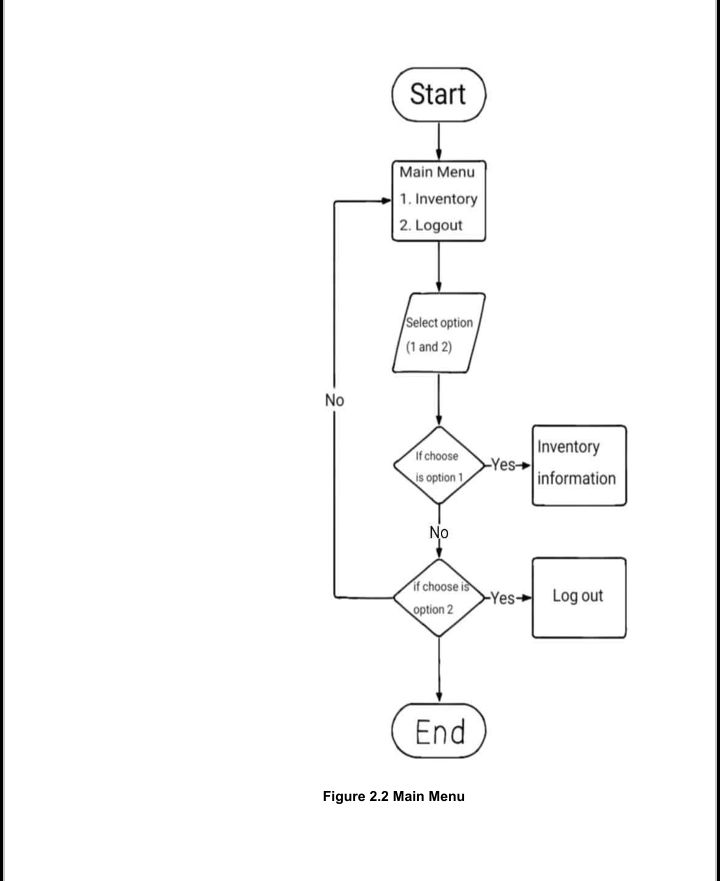 Start
Main Menu
1. Inventory
2. Logout
Select option
(1 and 2)
No
If choose
is option 1
Yes
Inventory
information
No
if choose is
option 2
Yes
Log out
End
Figure 2.2 Main Menu